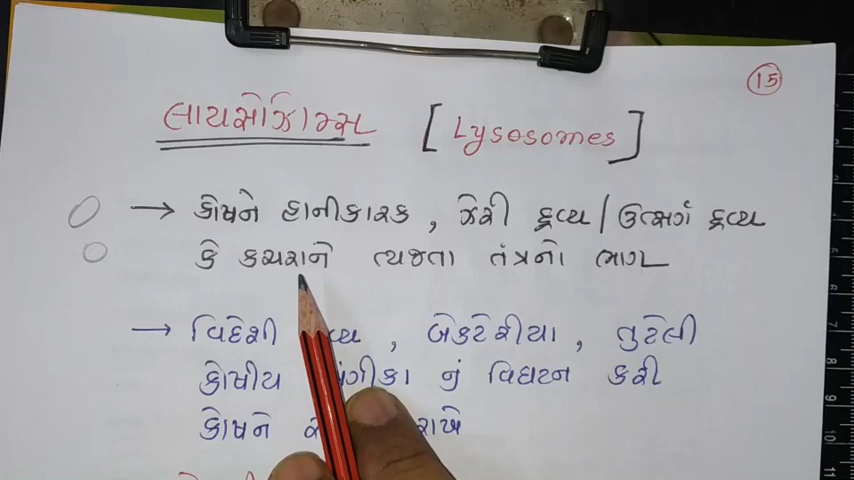 15
લાયસોઝોમ્સ [Lysosomes]
→ કોષને હાનીકારક, ઝેરી દ્રવ્ય/ઉત્સર્ગ દ્રવ્ય
કે કચરાને ત્યજતા તંત્રનો ભાગ
→ વિદેશી, બેક્ટેરીયા, તુટેલી
કોષીય નું વિઘટન કરી
કોષને રાખે